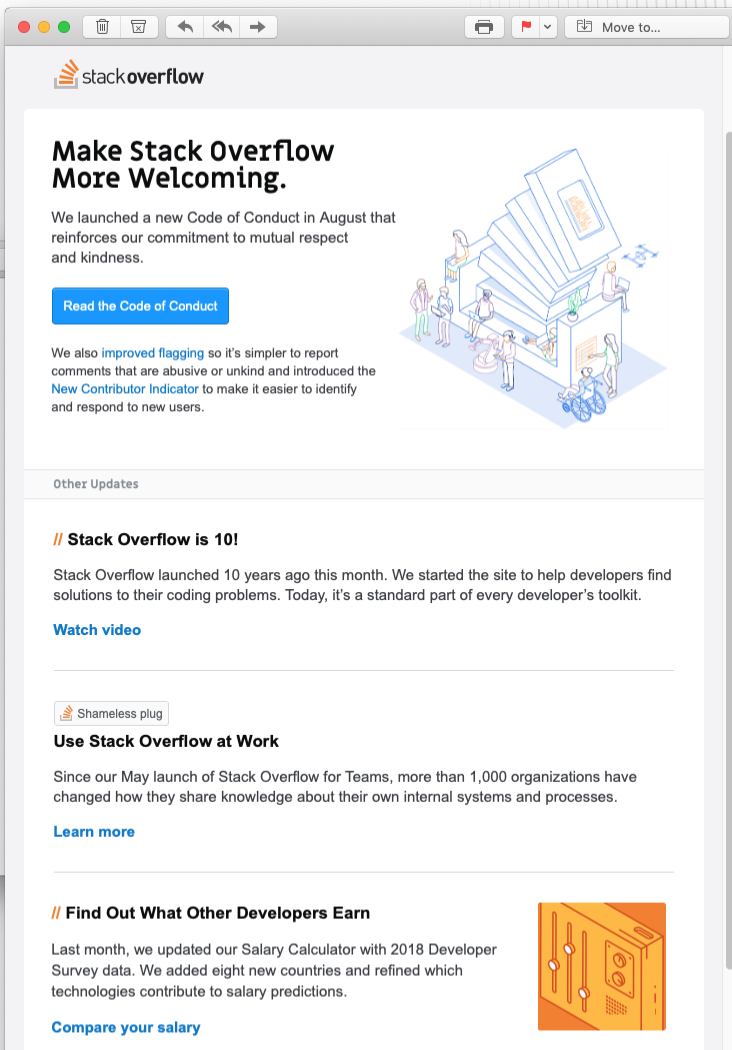 Move to...
stackoverflow
Make Stack Overflow
More Welcoming.
We launched a new Code of Conduct in August that
reinforces our commitment to mutual respect
and kindness.
Read the Code of Conduct
We also improved flagging so it's simpler to report
comments that are abusive or unkind and introduced the
New Contributor Indicator to make it easier to identify
and respond to new users.
Other Updates
// Stack Overflow is 10!
Stack Overflow launched 10 years ago this month. We started the site to help developers find
solutions to their coding problems. Today, it's a standard part of every developer's toolkit.
Watch video
Shameless plug
Use Stack Overflow at Work
Since our May launch of Stack Overflow for Teams, more than 1,000 organizations have
changed how they share knowledge about their own internal systems and processes.
Learn more
// Find Out What Other Developers Earn
Last month, we updated our Salary Calculator with 2018 Developer
Survey data. We added eight new countries and refined which
technologies contribute to salary predictions.
Compare your salary